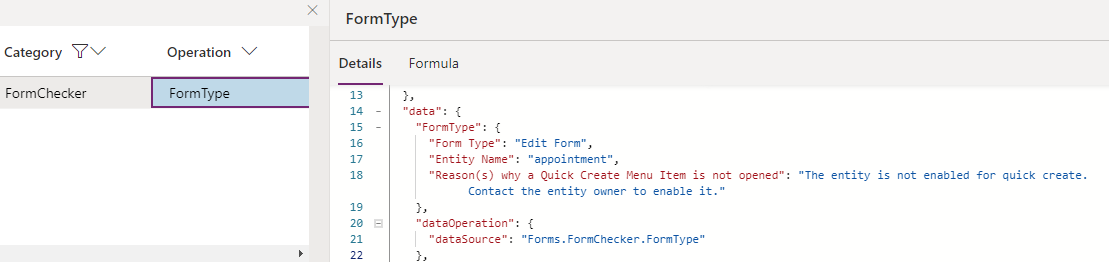 FormType
Category
Operation
Details
Formula
FormChecker
FormType
13 },
14 "data": {
15 "FormType": {
16 "Form Type": "Edit Form",
17 "Entity Name": "appointment",
18 "Reason(s) why a Quick Create Menu Item is not opened": "The entity is not enabled for quick create.
Contact the entity owner to enable it."
19 },
20 "dataOperation": {
21 "dataSource": "Forms.FormChecker.FormType"
22 },